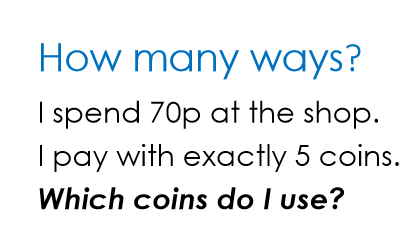 How many ways?
I spend 70p at the shop.
I pay with exactly 5 coins.
Which coins do I use?